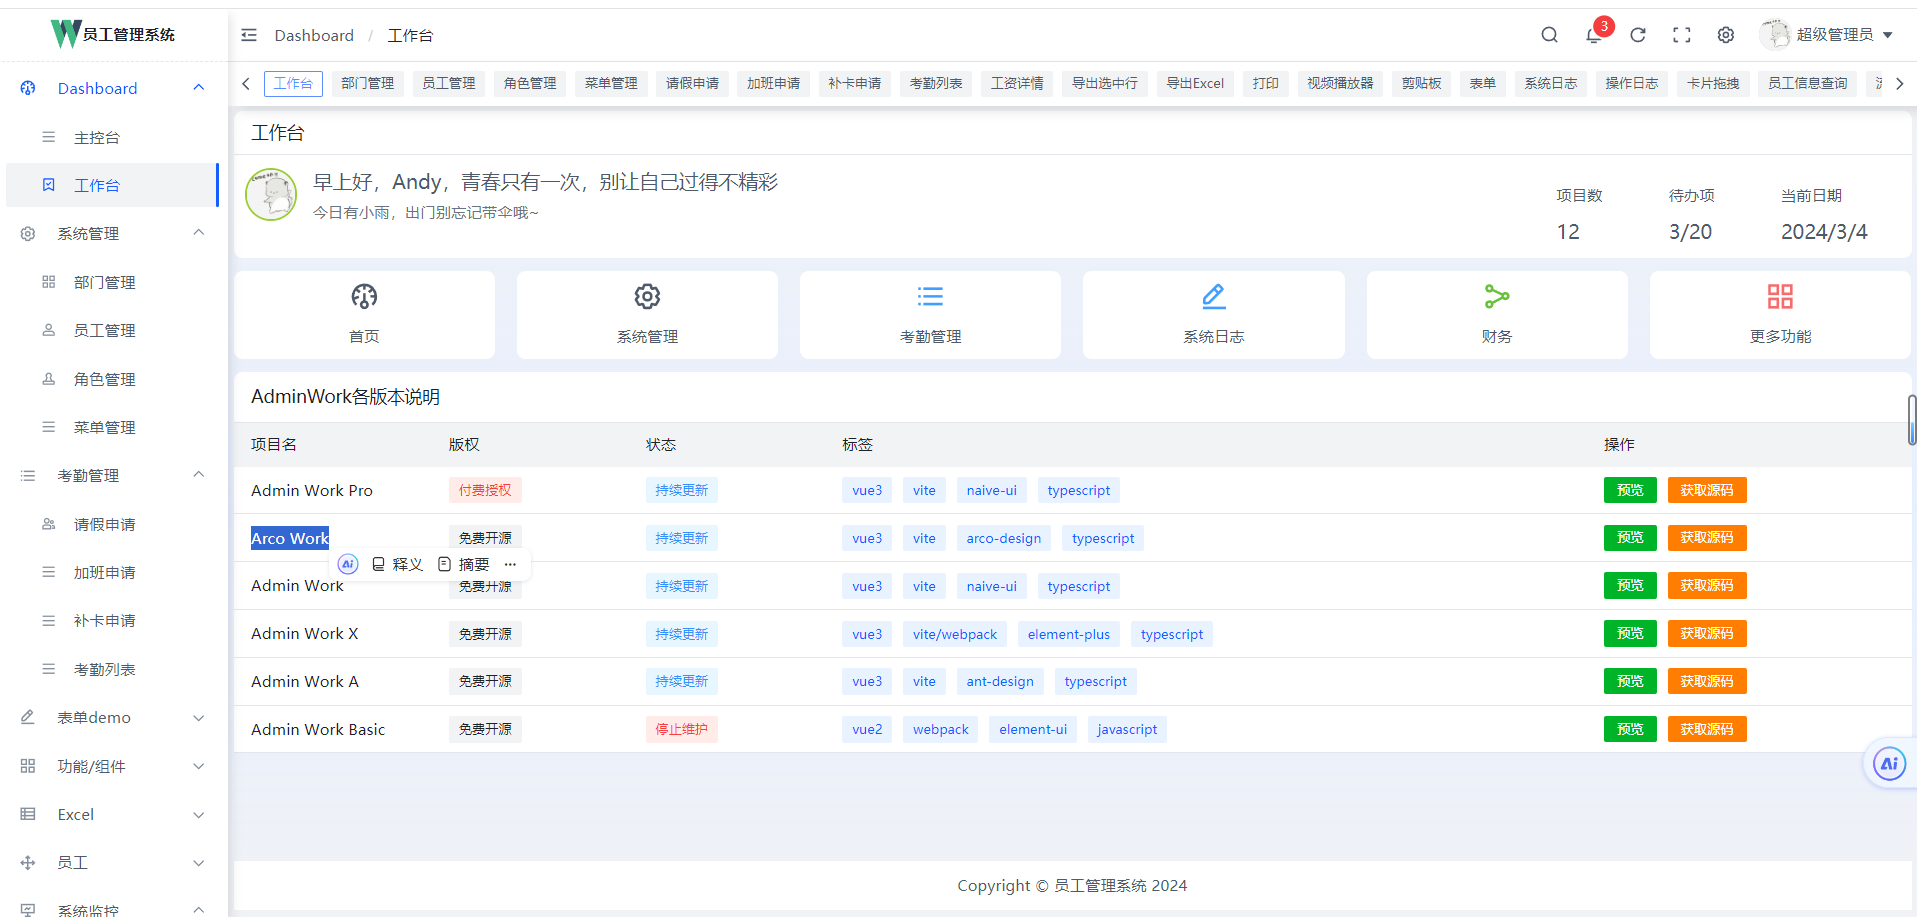 员工管理系统
Dashboard / 工作台
3
超级管理员
工作台 部门管理 员工管理 角色管理 菜单管理 请假申请 加班申请 补卡申请 考勤列表 工资详情 导出选中行 导出Excel 打印 视频播放器 剪贴板 表单 系统日志 操作日志 卡片拖拽 员工信息查询
Dashboard
主控台
工作台
系统管理
部门管理
员工管理
角色管理
菜单管理
考勤管理
请假申请
加班申请
补卡申请
考勤列表
表单demo
功能/组件
Excel
员工
系统监控
工作台
早上好，Andy，青春只有一次，别让自己过得不精彩
今日有小雨，出门别忘记带伞哦~
项目数 待办项 当前日期
12 3/20 2024/3/4
首页 系统管理 考勤管理 系统日志 财务 更多功能
AdminWork各版本说明
项目名 版权 状态 标签 操作
Admin Work Pro 付费授权 持续更新 vue3 vite naive-ui typescript 预览 获取源码
Arco Work 免费开源 持续更新 vue3 vite arco-design typescript 预览 获取源码
Ai 释义 摘要 ...
Admin Work 免费开源 持续更新 vue3 vite naive-ui typescript 预览 获取源码
Admin Work X 免费开源 持续更新 vue3 vite/webpack element-plus typescript 预览 获取源码
Admin Work A 免费开源 持续更新 vue3 vite ant-design typescript 预览 获取源码
Admin Work Basic 免费开源 停止维护 vue2 webpack element-ui javascript 预览 获取源码
Ai
Copyright © 员工管理系统 2024